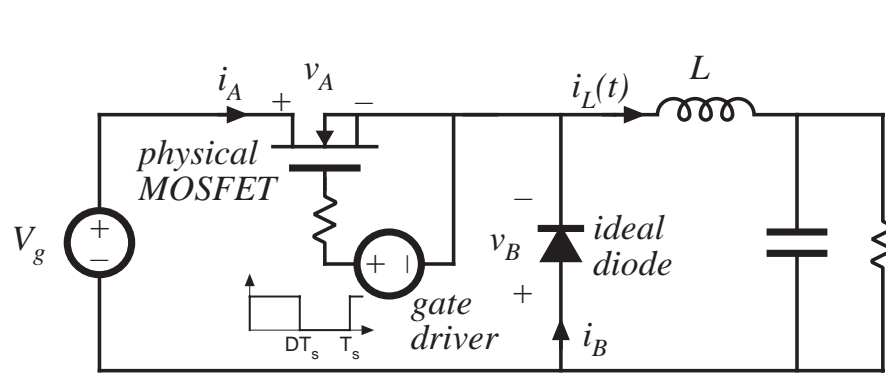 i_A
v_A
+
−
i_L(t)
L
physical
MOSFET
V_g
+
−
−
v_B
+
ideal
diode
+ −
gate
driver
DT_s
T_s
i_B